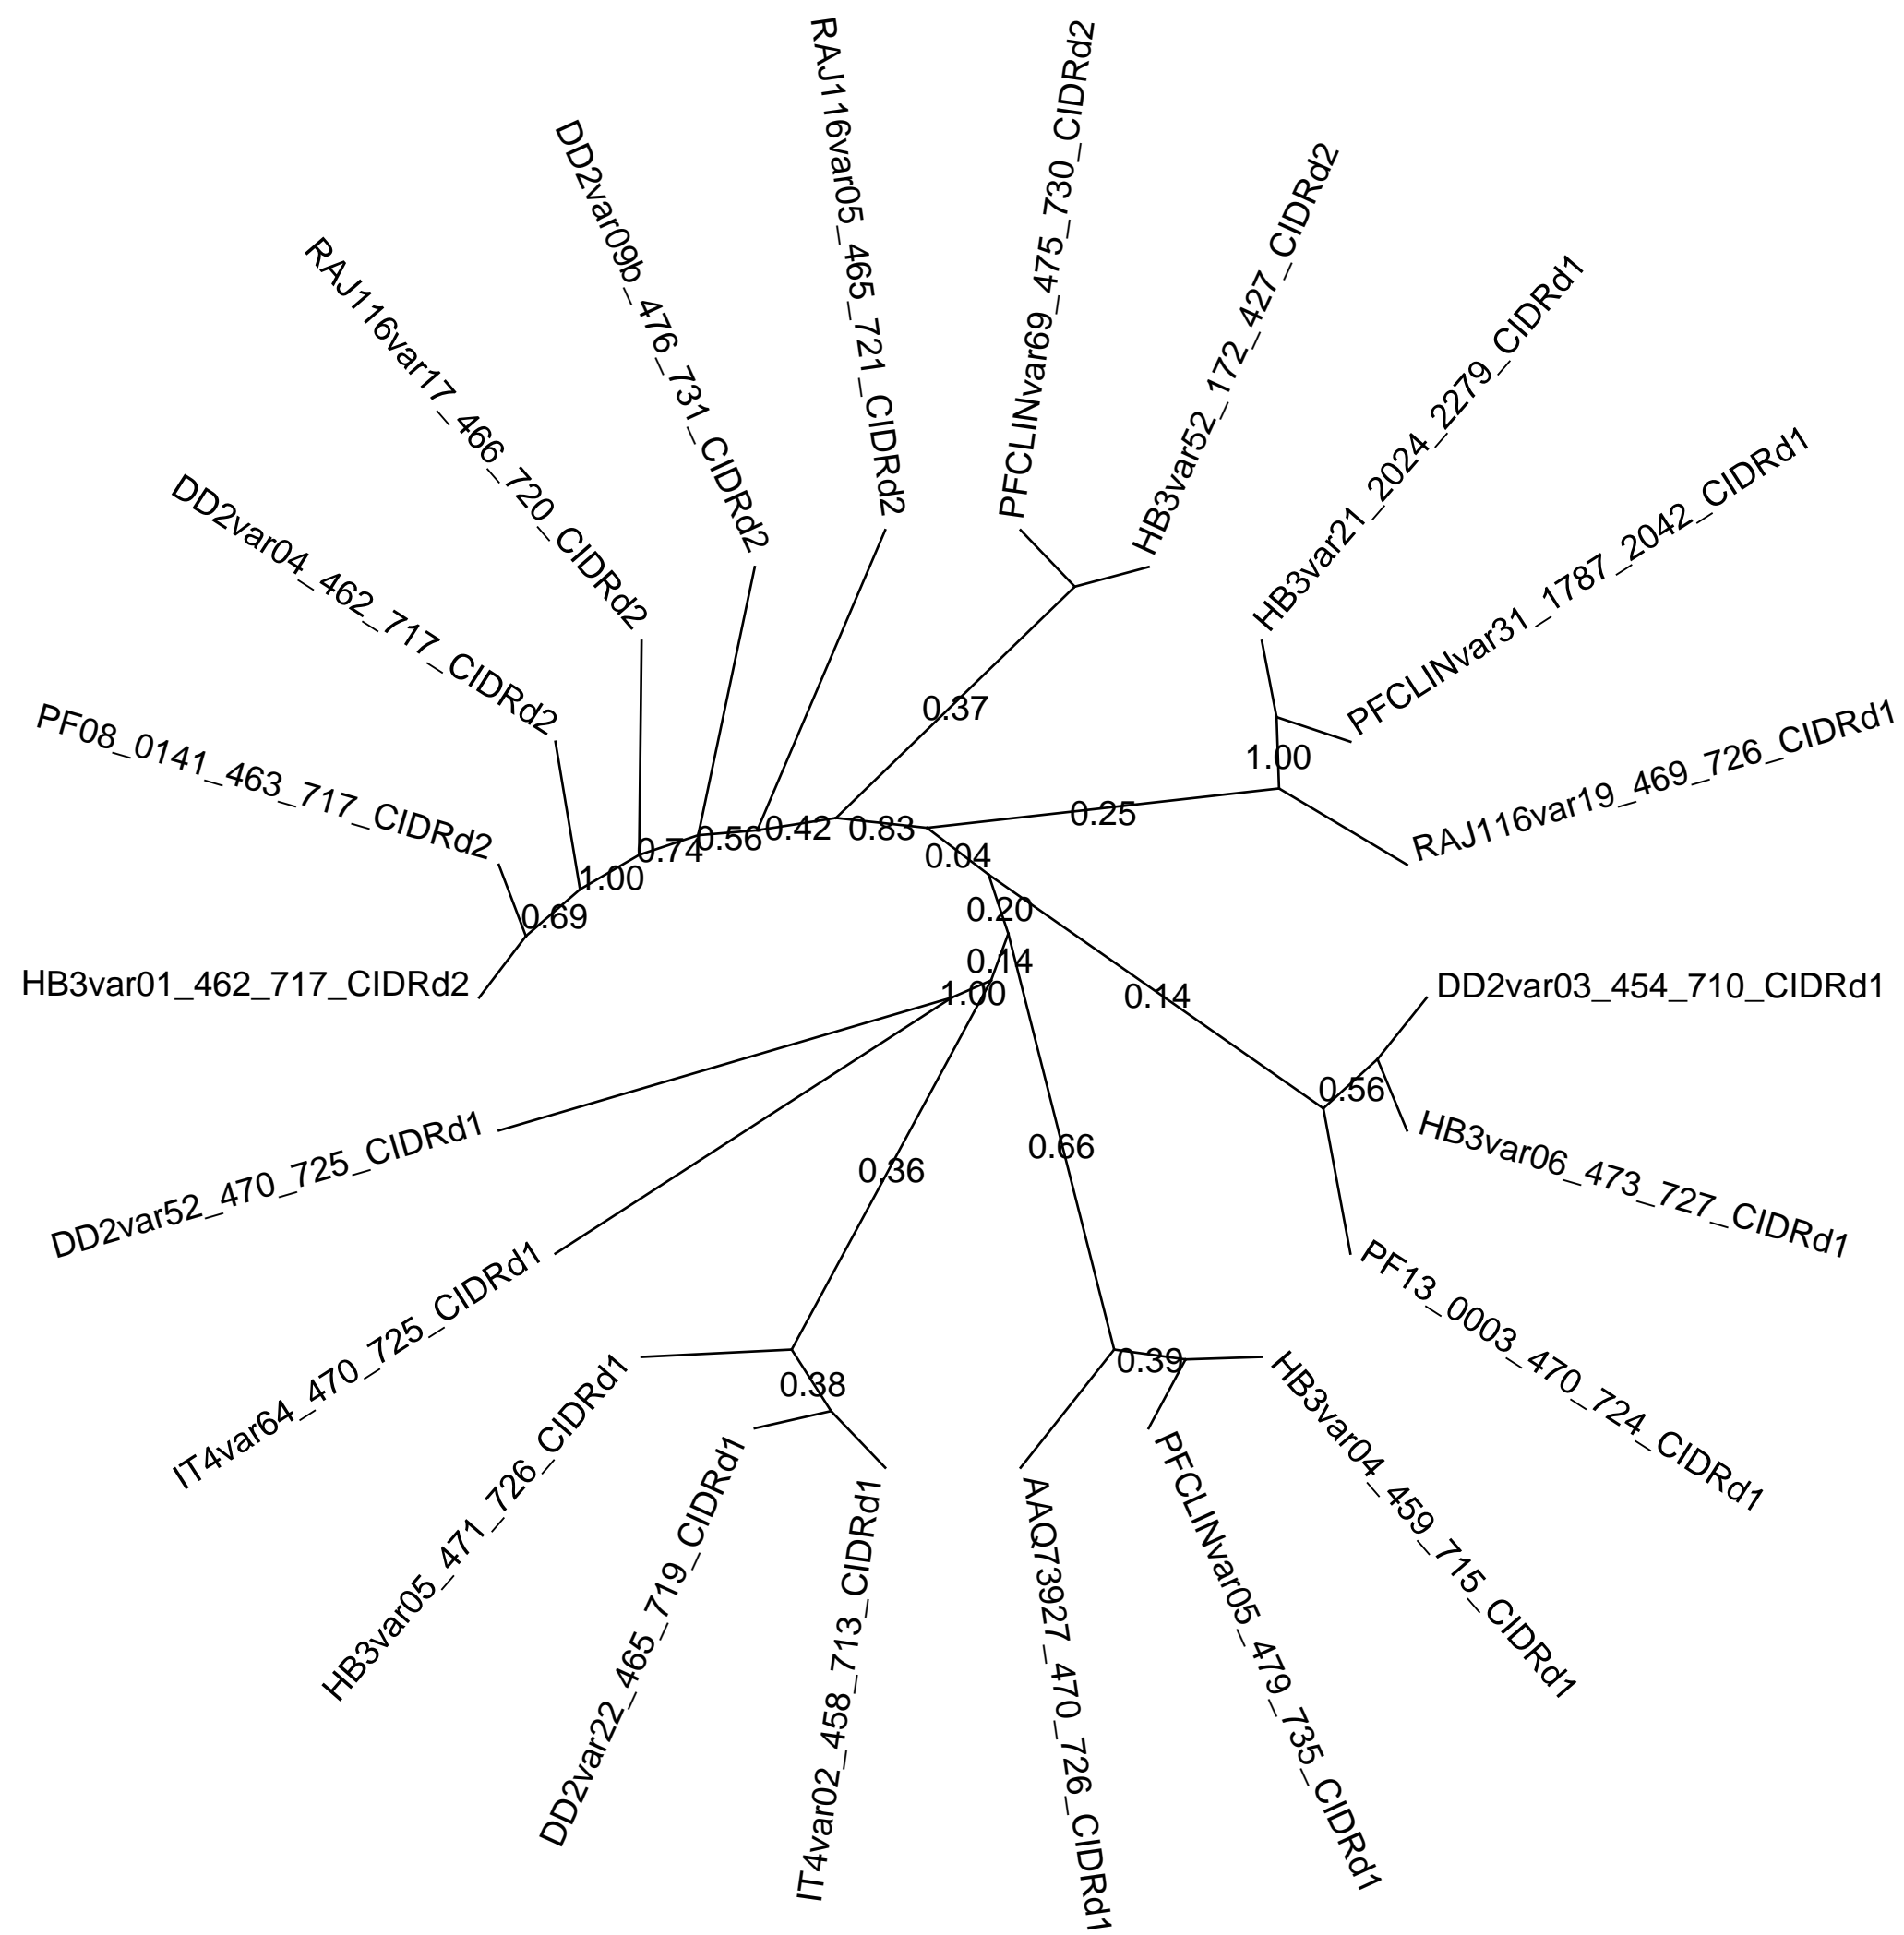 RAJ116var05_465_721_CIDRd2
PFCLINvar69_475_730_CIDRd2
HB3var52_172_427_CIDRd2
HB3var21_2024_2279_CIDRd1
PFCLINvar31_1787_2042_CIDRd1
RAJ116var19_469_726_CIDRd1
DD2var03_454_710_CIDRd1
HB3var06_473_727_CIDRd1
PF13_0003_470_724_CIDRd1
HB3var04_459_715_CIDRd1
PFCLINvar05_479_735_CIDRd1
AAQ73927_470_726_CIDRd1
IT4var02_458_713_CIDRd1
DD2var22_465_719_CIDRd1
HB3var05_471_726_CIDRd1
IT4var64_470_725_CIDRd1
DD2var52_470_725_CIDRd1
HB3var01_462_717_CIDRd2
PF08_0141_463_717_CIDRd2
DD2var04_462_717_CIDRd2
RAJ116var17_466_720_CIDRd2
DD2var09b_476_731_CIDRd2
0.37
1.00
0.25
0.83
0.42
0.56
0.74
1.00
0.69
0.04
0.20
0.14
1.00
0.14
0.56
0.66
0.36
0.39
0.38